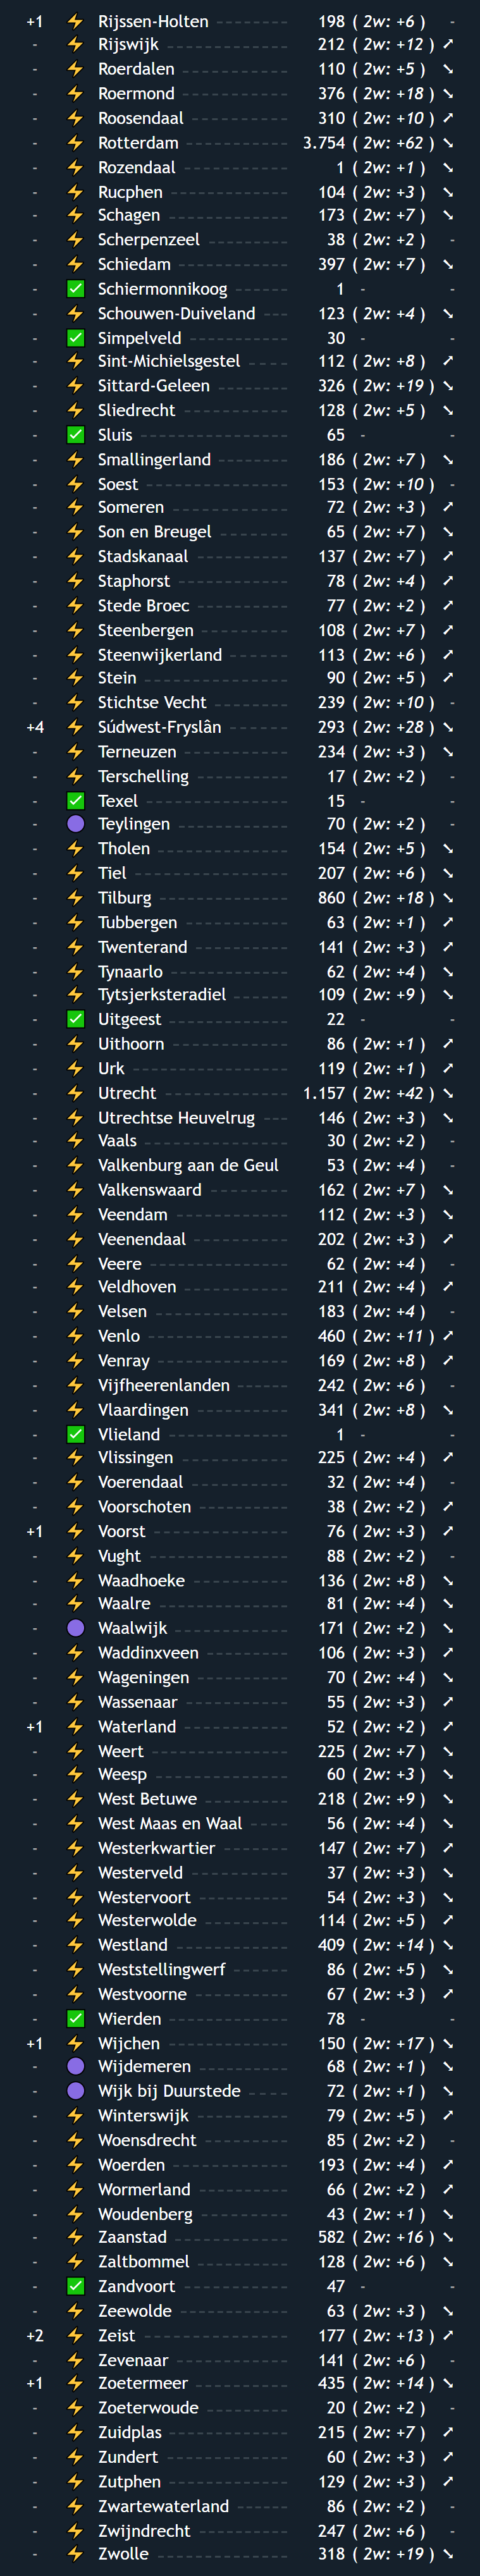 +1 ⚡ Rijssen-Holten 198 ( 2w: +6 ) -
- ⚡ Rijswijk 212 ( 2w: +12 ) ➚
- ⚡ Roerdalen 110 ( 2w: +5 ) ➘
- ⚡ Roermond 376 ( 2w: +18 ) ➘
- ⚡ Roosendaal 310 ( 2w: +10 ) ➚
- ⚡ Rotterdam 3.754 ( 2w: +62 ) ➘
- ⚡ Rozendaal 1 ( 2w: +1 ) ➘
- ⚡ Rucphen 104 ( 2w: +3 ) ➘
- ⚡ Schagen 173 ( 2w: +7 ) ➘
- ⚡ Scherpenzeel 38 ( 2w: +2 ) -
- ⚡ Schiedam 397 ( 2w: +7 ) ➘
- ✅ Schiermonnikoog 1 - -
- ⚡ Schouwen-Duiveland 123 ( 2w: +4 ) ➘
- ✅ Simpelveld 30 - -
- ⚡ Sint-Michielsgestel 112 ( 2w: +8 ) ➚
- ⚡ Sittard-Geleen 326 ( 2w: +19 ) ➘
- ⚡ Sliedrecht 128 ( 2w: +5 ) ➘
- ✅ Sluis 65 - -
- ⚡ Smallingerland 186 ( 2w: +7 ) ➘
- ⚡ Soest 153 ( 2w: +10 ) -
- ⚡ Someren 72 ( 2w: +3 ) ➚
- ⚡ Son en Breugel 65 ( 2w: +7 ) ➘
- ⚡ Stadskanaal 137 ( 2w: +7 ) ➚
- ⚡ Staphorst 78 ( 2w: +4 ) ➚
- ⚡ Stede Broec 77 ( 2w: +2 ) ➚
- ⚡ Steenbergen 108 ( 2w: +7 ) ➚
- ⚡ Steenwijkerland 113 ( 2w: +6 ) ➚
- ⚡ Stein 90 ( 2w: +5 ) ➚
- ⚡ Stichtse Vecht 239 ( 2w: +10 ) -
+4 ⚡ Súdwest-Fryslân 293 ( 2w: +28 ) ➘
- ⚡ Terneuzen 234 ( 2w: +3 ) ➘
- ⚡ Terschelling 17 ( 2w: +2 ) -
- ✅ Texel 15 - -
- 🟣 Teylingen 70 ( 2w: +2 ) -
- ⚡ Tholen 154 ( 2w: +5 ) ➘
- ⚡ Tiel 207 ( 2w: +6 ) ➘
- ⚡ Tilburg 860 ( 2w: +18 ) ➘
- ⚡ Tubbergen 63 ( 2w: +1 ) ➚
- ⚡ Twenterand 141 ( 2w: +3 ) ➚
- ⚡ Tynaarlo 62 ( 2w: +4 ) ➘
- ⚡ Tytsjerksteradiel 109 ( 2w: +9 ) ➘
- ✅ Uitgeest 22 - -
- ⚡ Uithoorn 86 ( 2w: +1 ) ➚
- ⚡ Urk 119 ( 2w: +1 ) ➚
- ⚡ Utrecht 1.157 ( 2w: +42 ) ➘
- ⚡ Utrechtse Heuvelrug 146 ( 2w: +3 ) ➘
- ⚡ Vaals 30 ( 2w: +2 ) -
- ⚡ Valkenburg aan de Geul 53 ( 2w: +4 ) -
- ⚡ Valkenswaard 162 ( 2w: +7 ) ➘
- ⚡ Veendam 112 ( 2w: +3 ) ➘
- ⚡ Veenendaal 202 ( 2w: +3 ) ➚
- ⚡ Veere 62 ( 2w: +4 ) -
- ⚡ Veldhoven 211 ( 2w: +4 ) ➚
- ⚡ Velsen 183 ( 2w: +4 ) -
- ⚡ Venlo 460 ( 2w: +11 ) ➚
- ⚡ Venray 169 ( 2w: +8 ) ➚
- ⚡ Vijfheerenlanden 242 ( 2w: +6 ) -
- ⚡ Vlaardingen 341 ( 2w: +8 ) ➘
- ✅ Vlieland 1 - -
- ⚡ Vlissingen 225 ( 2w: +4 ) ➚
- ⚡ Voerendaal 32 ( 2w: +4 ) -
- ⚡ Voorschoten 38 ( 2w: +2 ) ➚
+1 ⚡ Voorst 76 ( 2w: +3 ) ➚
- ⚡ Vught 88 ( 2w: +2 ) -
- ⚡ Waadhoeke 136 ( 2w: +8 ) ➘
- ⚡ Waalre 81 ( 2w: +4 ) ➘
- 🟣 Waalwijk 171 ( 2w: +2 ) ➘
- ⚡ Waddinxveen 106 ( 2w: +3 ) ➚
- ⚡ Wageningen 70 ( 2w: +4 ) ➘
- ⚡ Wassenaar 55 ( 2w: +3 ) ➚
+1 ⚡ Waterland 52 ( 2w: +2 ) ➚
- ⚡ Weert 225 ( 2w: +7 ) ➘
- ⚡ Weesp 60 ( 2w: +3 ) ➘
- ⚡ West Betuwe 218 ( 2w: +9 ) ➘
- ⚡ West Maas en Waal 56 ( 2w: +4 ) ➘
- ⚡ Westerkwartier 147 ( 2w: +7 ) ➚
- ⚡ Westerveld 37 ( 2w: +3 ) ➘
- ⚡ Westervoort 54 ( 2w: +3 ) ➘
- ⚡ Westerwolde 114 ( 2w: +5 ) ➚
- ⚡ Westland 409 ( 2w: +14 ) ➘
- ⚡ Weststellingwerf 86 ( 2w: +5 ) ➘
- ⚡ Westvoorne 67 ( 2w: +3 ) ➚
- ✅ Wierden 78 - -
+1 ⚡ Wijchen 150 ( 2w: +17 ) ➘
- 🟣 Wijdemeren 68 ( 2w: +1 ) ➘
- 🟣 Wijk bij Duurstede 72 ( 2w: +1 ) ➘
- ⚡ Winterswijk 79 ( 2w: +5 ) ➚
- ⚡ Woensdrecht 85 ( 2w: +2 ) -
- ⚡ Woerden 193 ( 2w: +4 ) ➚
- ⚡ Wormerland 66 ( 2w: +2 ) ➚
- ⚡ Woudenberg 43 ( 2w: +1 ) ➘
- ⚡ Zaanstad 582 ( 2w: +16 ) ➘
- ⚡ Zaltbommel 128 ( 2w: +6 ) ➘
- ✅ Zandvoort 47 - -
- ⚡ Zeewolde 63 ( 2w: +3 ) ➘
+2 ⚡ Zeist 177 ( 2w: +13 ) ➚
- ⚡ Zevenaar 141 ( 2w: +6 ) -
+1 ⚡ Zoetermeer 435 ( 2w: +14 ) ➘
- ⚡ Zoeterwoude 20 ( 2w: +2 ) -
- ⚡ Zuidplas 215 ( 2w: +7 ) ➚
- ⚡ Zundert 60 ( 2w: +3 ) ➚
- ⚡ Zutphen 129 ( 2w: +3 ) ➚
- ⚡ Zwartewaterland 86 ( 2w: +2 ) -
- ⚡ Zwijndrecht 247 ( 2w: +6 ) -
- ⚡ Zwolle 318 ( 2w: +19 ) ➘